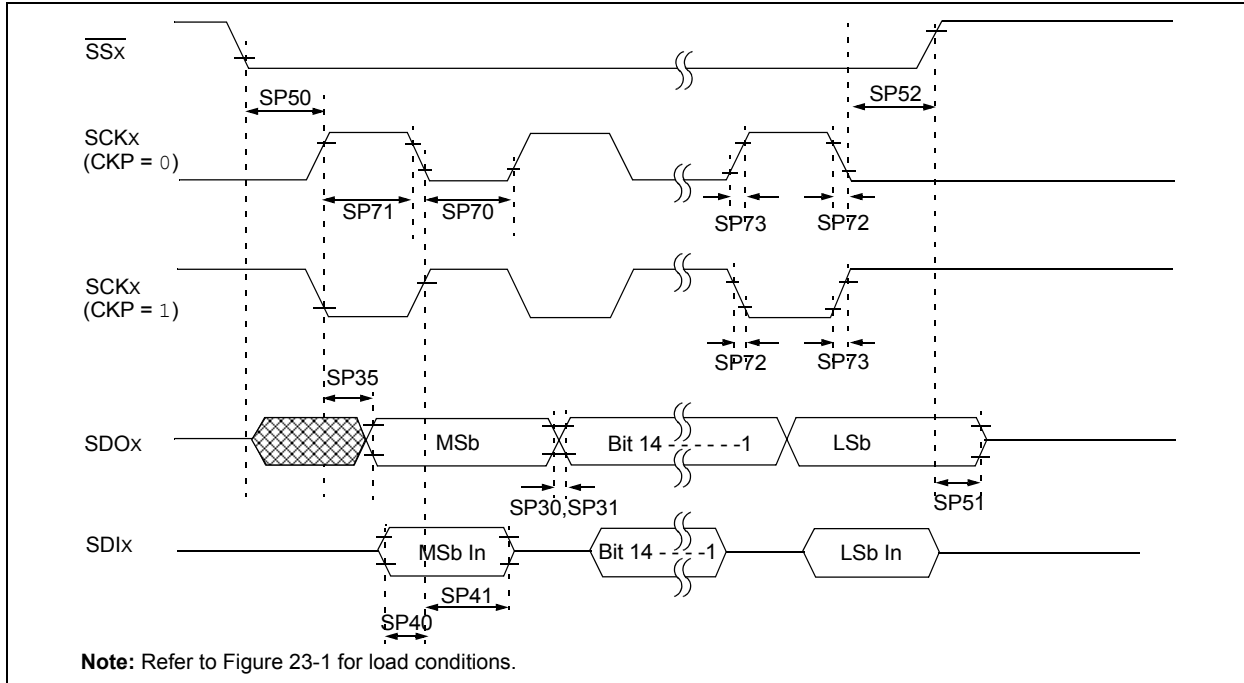 SSX
SP50
SP52
SCKX
(CKP = 0)
SP71
SP70
SP73
SP72
SCKX
(CKP = 1)
SP72
SP73
SP35
SDOX
MSb
Bit 14 - - - - - -1
LSb
SP30,SP31
SP51
SDIX
MSb In
Bit 14 - - - -1
LSb In
SP41
SP40
Note: Refer to Figure 23-1 for load conditions.